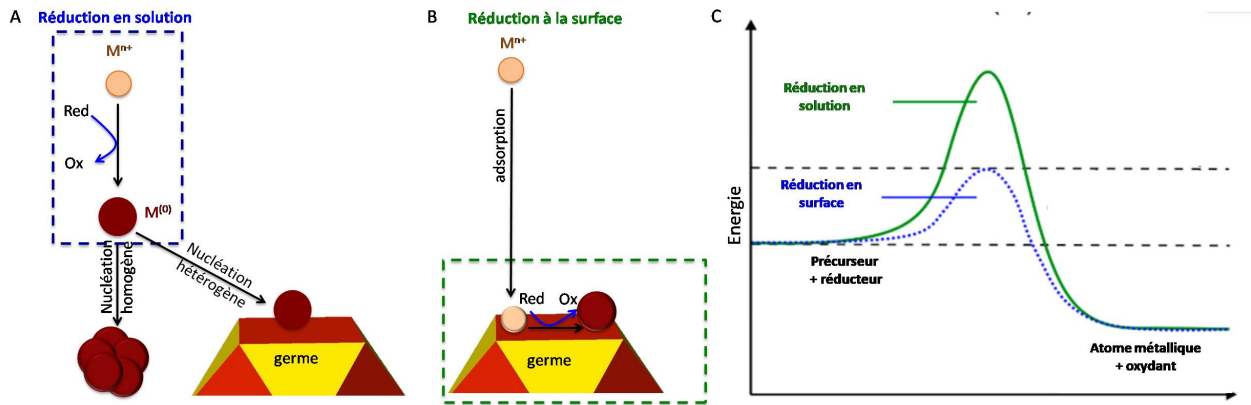 A
Réduction en solution
Mⁿ⁺
Red
Ox
M⁽⁰⁾
Nucléation
homogène
Nucléation
hétérogène
germe
B
Réduction à la surface
Mⁿ⁺
adsorption
Red
Ox
germe
C
Energie
Réduction en
solution
Réduction en
surface
Précurseur
+ réducteur
Atome métallique
+ oxydant